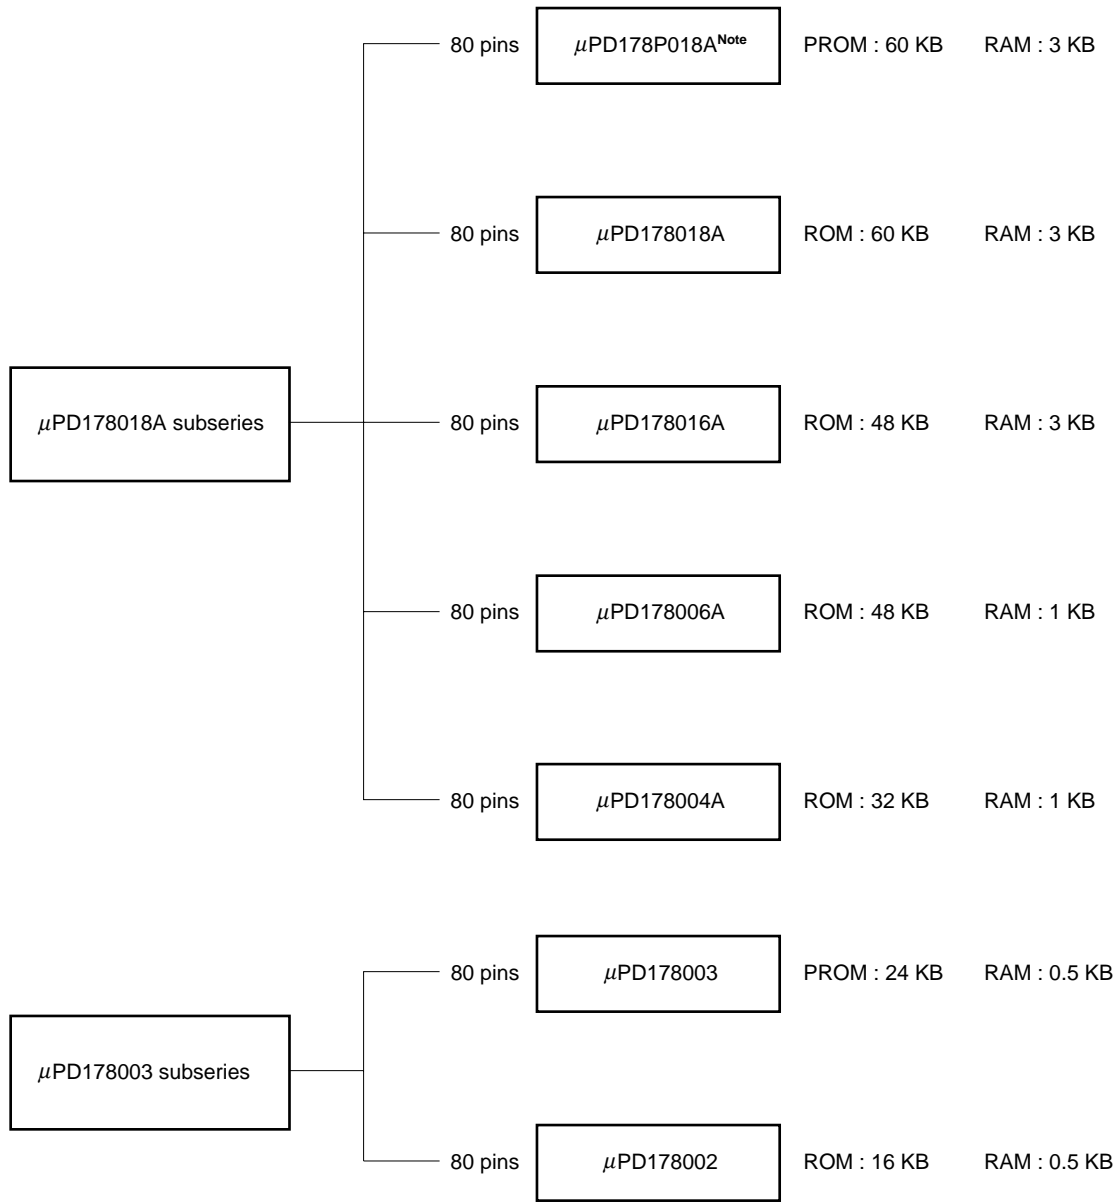 80 pins μPD178P018ANote PROM : 60 KB RAM : 3 KB
80 pins μPD178018A ROM : 60 KB RAM : 3 KB
μPD178018A subseries 80 pins μPD178016A ROM : 48 KB RAM : 3 KB
80 pins μPD178006A ROM : 48 KB RAM : 1 KB
80 pins μPD178004A ROM : 32 KB RAM : 1 KB
80 pins μPD178003 PROM : 24 KB RAM : 0.5 KB
μPD178003 subseries
80 pins μPD178002 ROM : 16 KB RAM : 0.5 KB